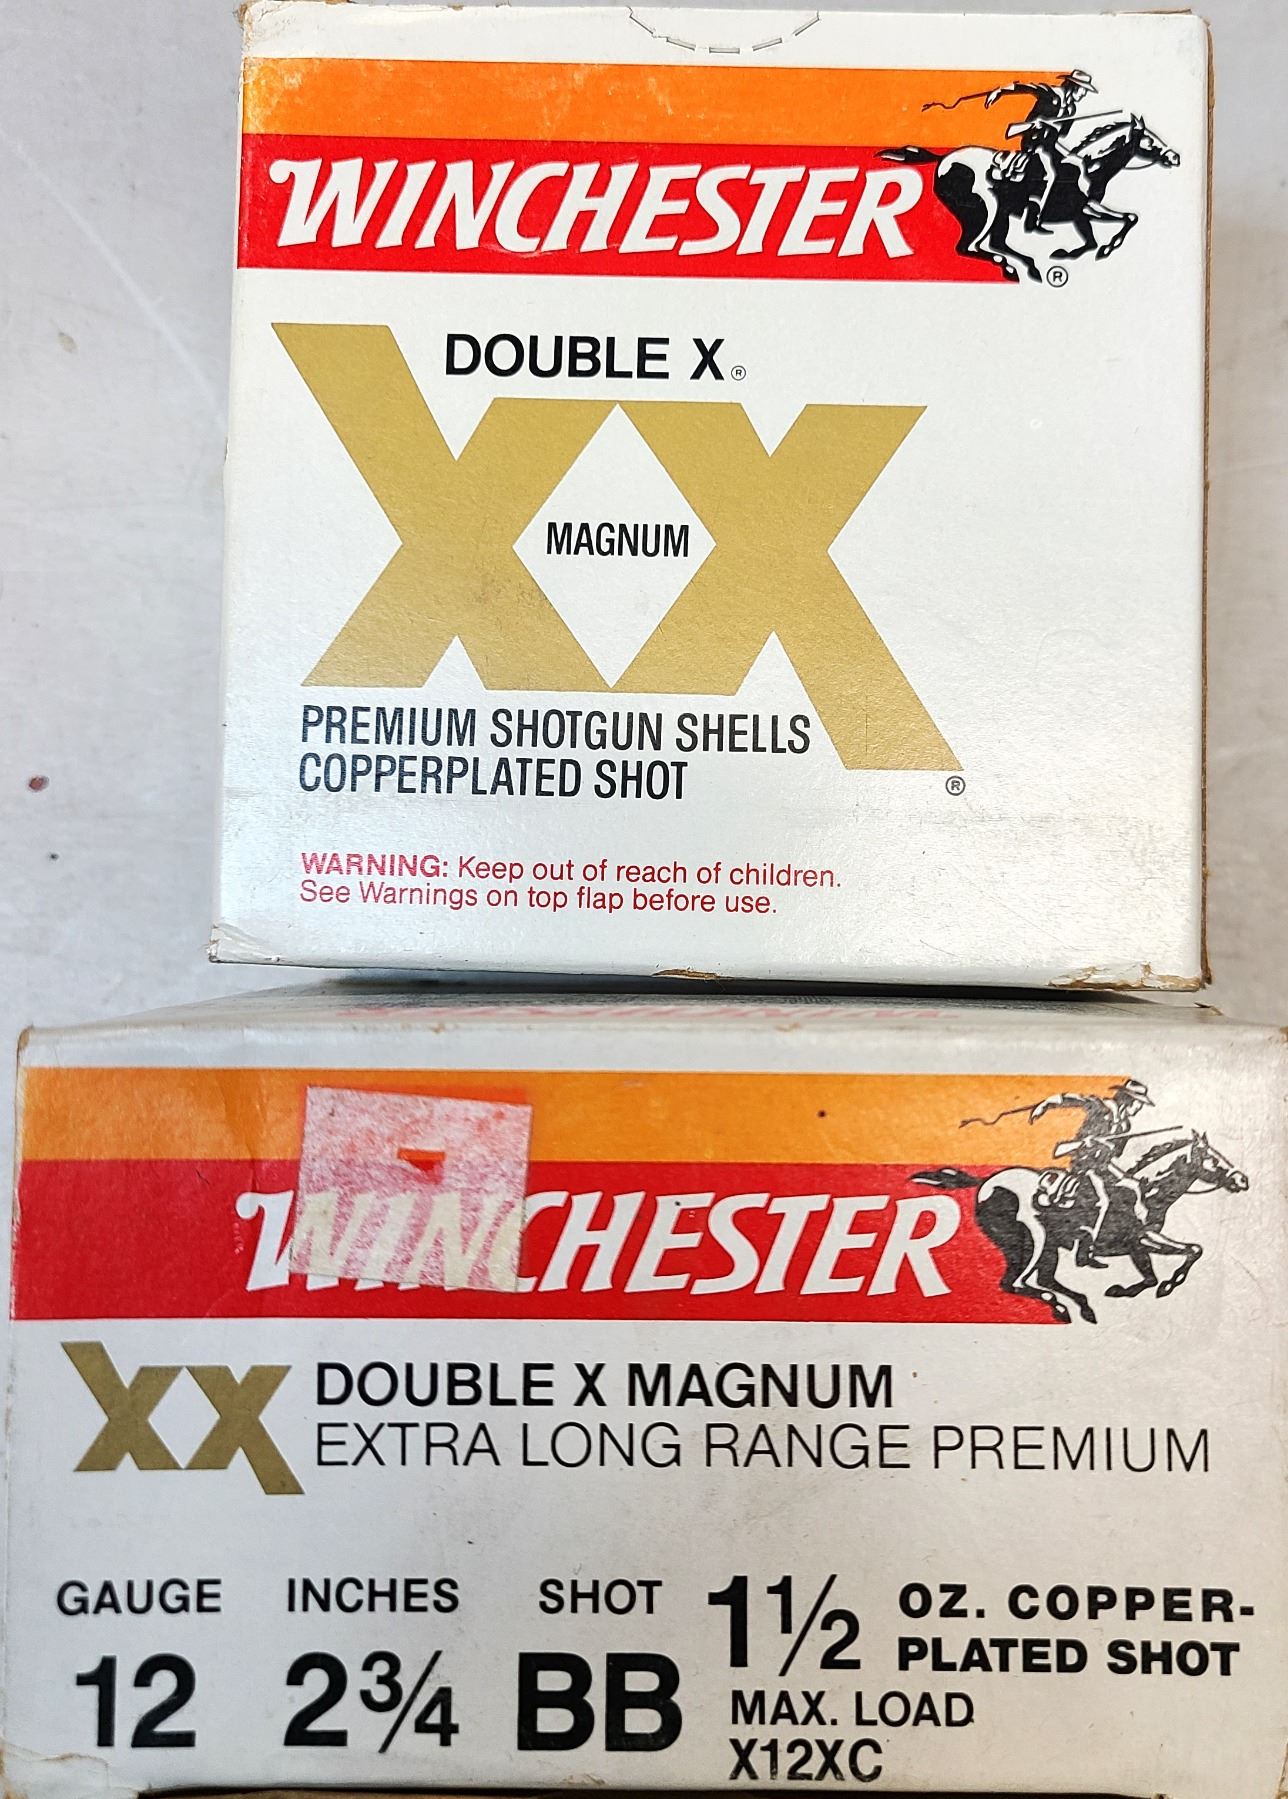 WINCHESTER
®
DOUBLE X®
MAGNUM
XX
PREMIUM SHOTGUN SHELLS
COPPERPLATED SHOT
®
WARNING: Keep out of reach of children.
See Warnings on top flap before use.
WINCHESTER
XX DOUBLE X MAGNUM
EXTRA LONG RANGE PREMIUM
GAUGE INCHES SHOT 1½ OZ. COPPER-
PLATED SHOT
12 2¾ BB MAX. LOAD
X12XC